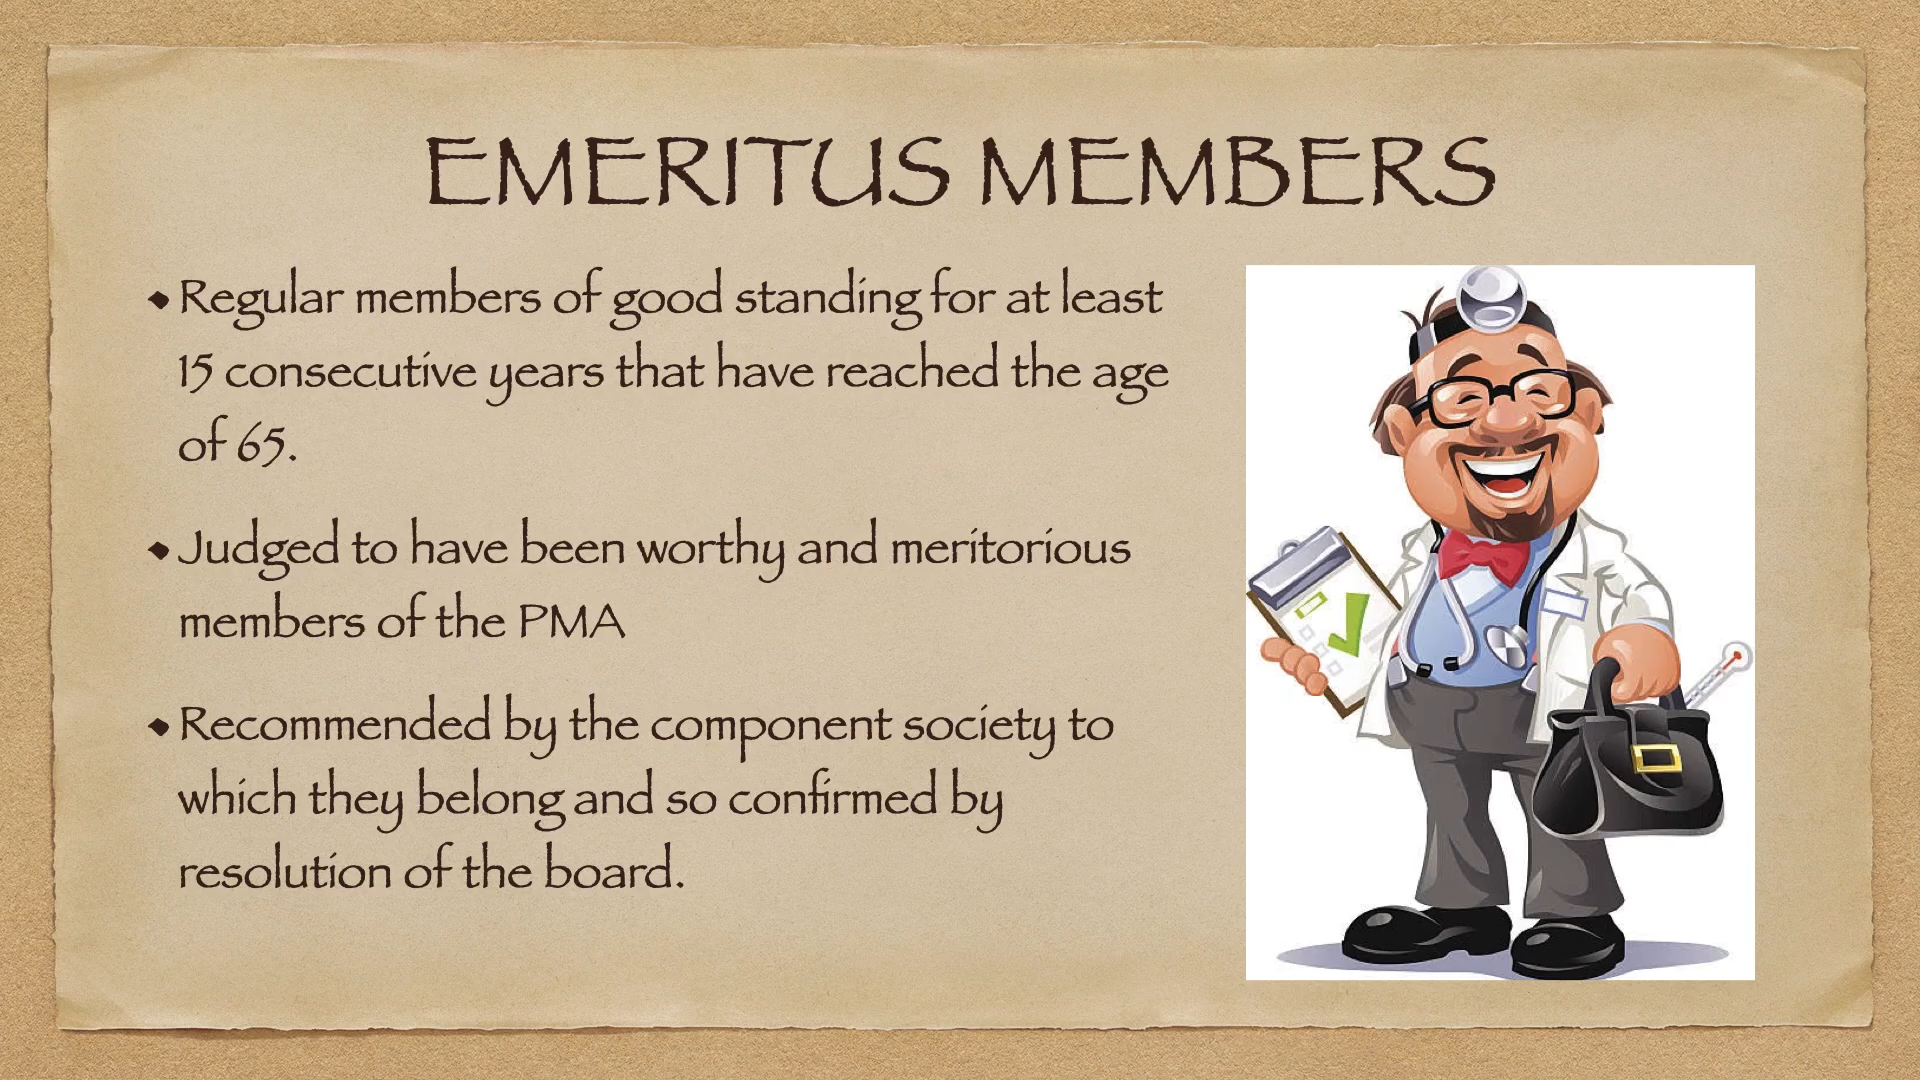 EMERITUS MEMBERS
Regular members of good standing for at least
15 consecutive years that have reached the age
of 65.
Judged to have been worthy and meritorious
members of the PMA
Recommended by the component society to
which they belong and so confirmed by
resolution of the board.